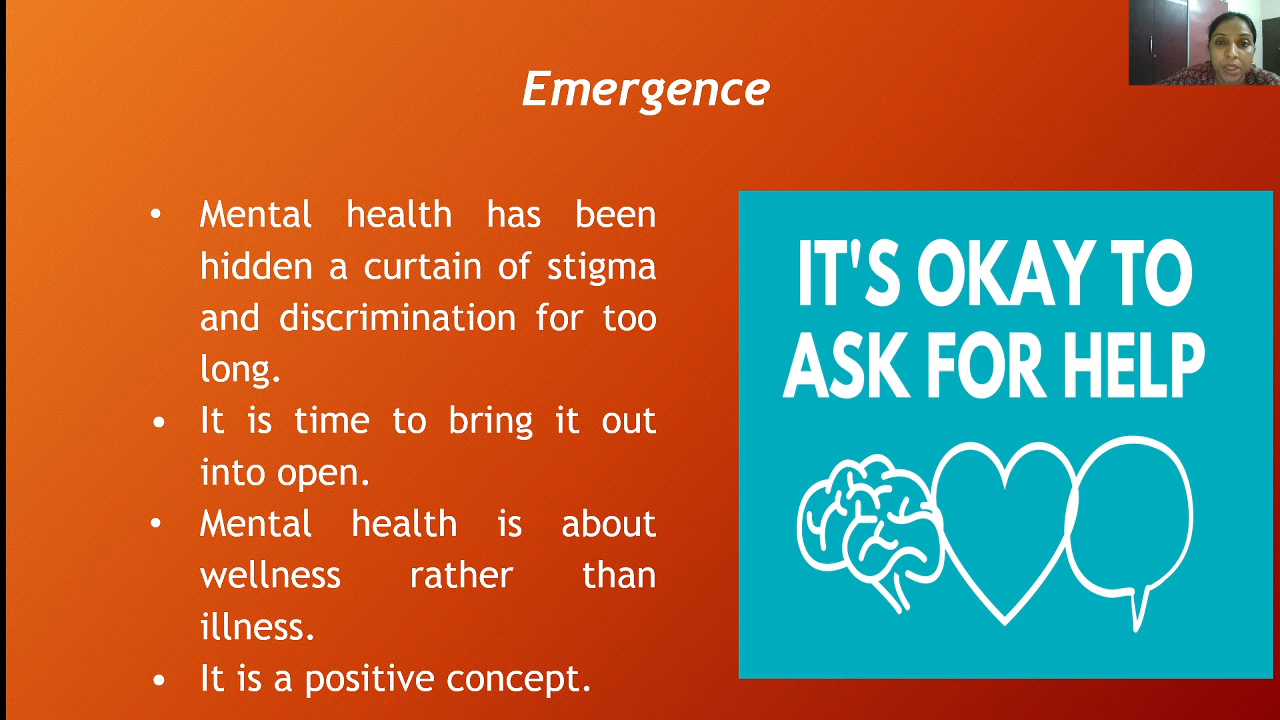 Emergence
• Mental health has been
hidden a curtain of stigma
and discrimination for too
long.
• It is time to bring it out
into open.
• Mental health is about
wellness rather than
illness.
• It is a positive concept.
IT'S OKAY TO
ASK FOR HELP